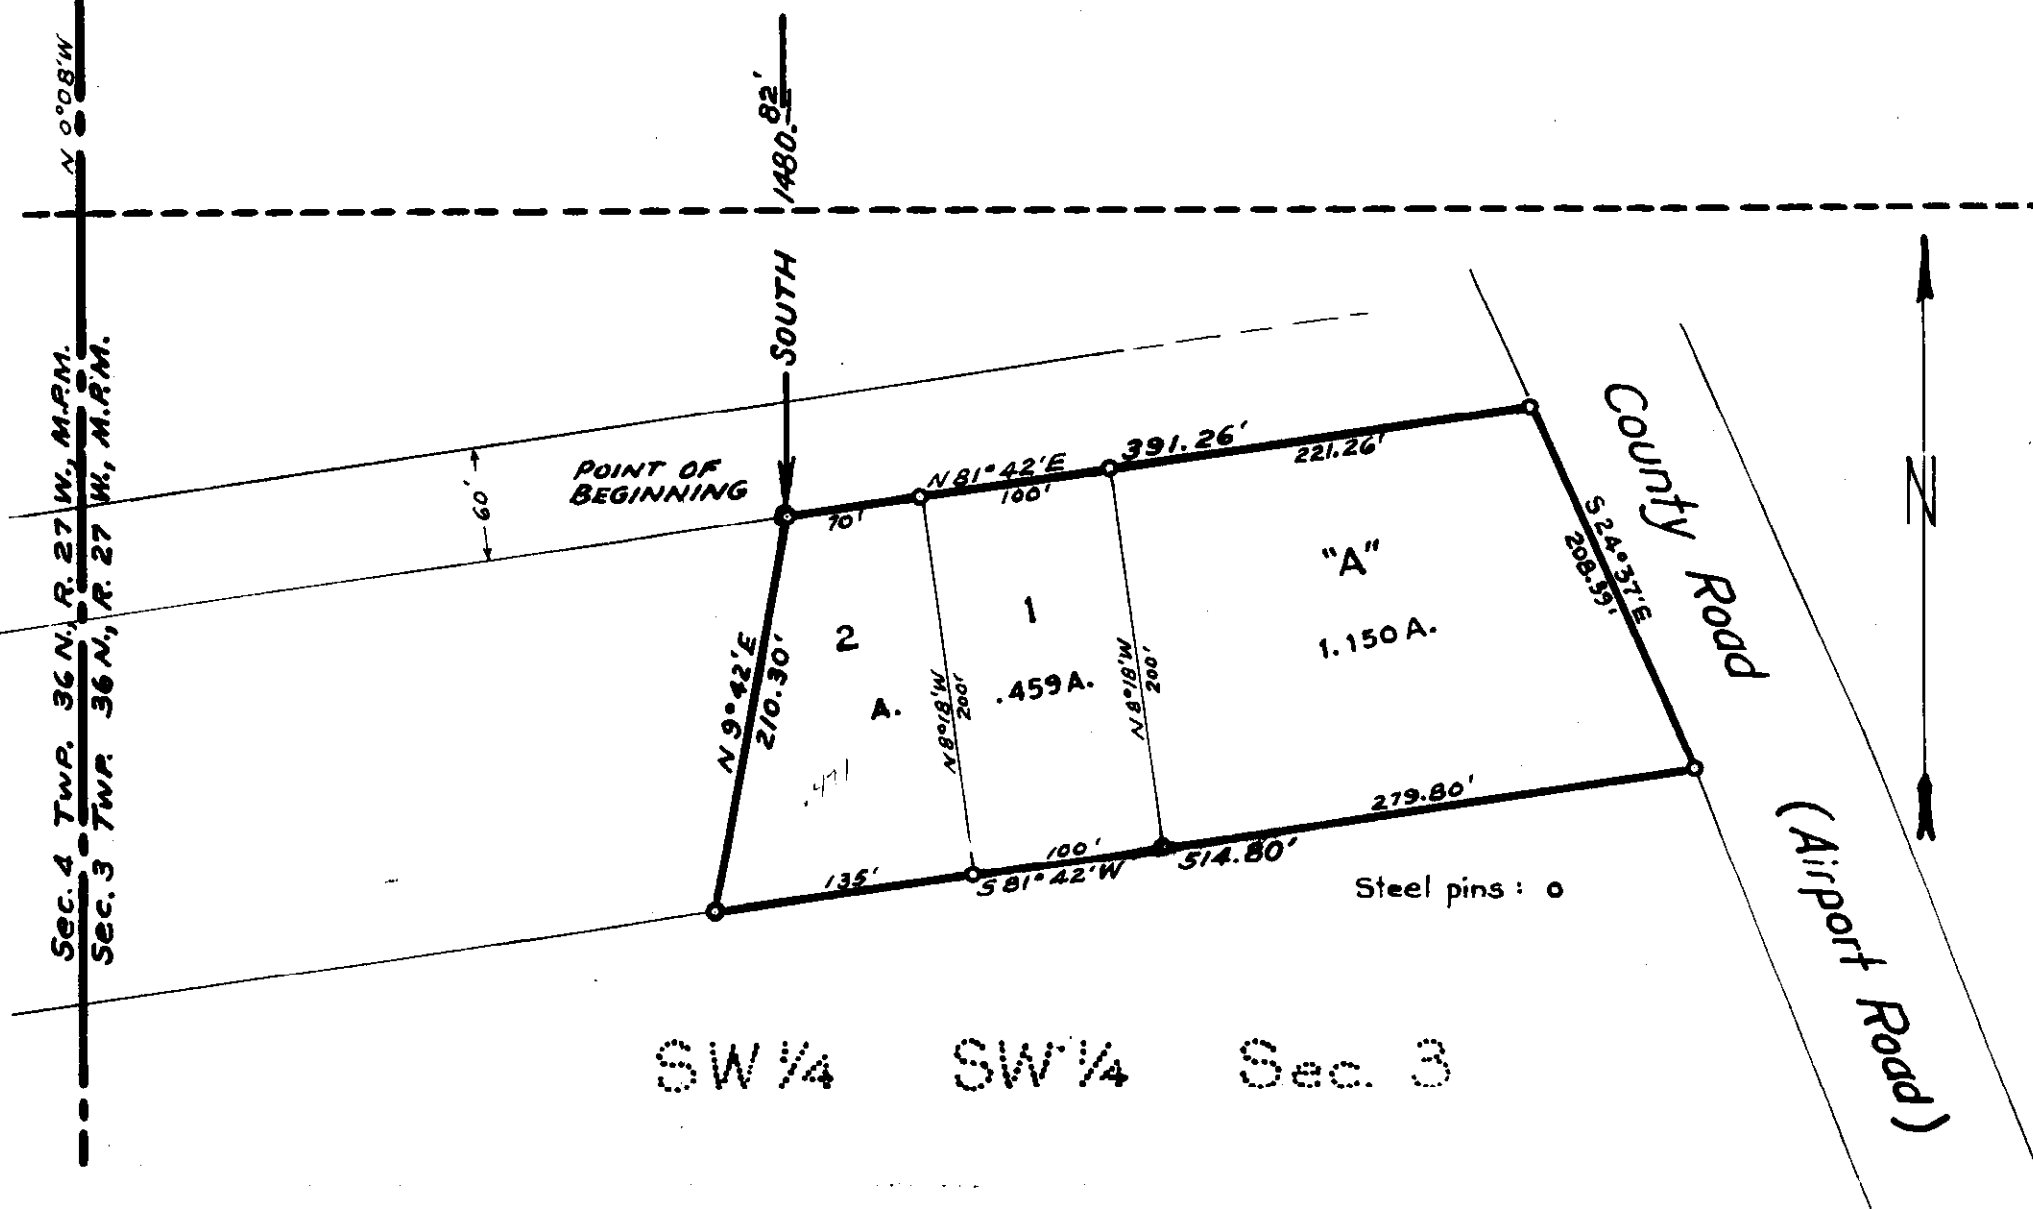 N 0°08'W
1480.82'
SOUTH
Sec. 4 TWP. 36 N., R. 27 W., M.P.M.
Sec. 3 TWP. 36 N., R. 27 W., M.P.M.
60'
POINT OF
BEGINNING
70'
N 81°42'E
100'
391.26'
221.26'
County Road
S 24°37'E
208.99'
N
"A"
1.150 A.
1
.459 A.
2
A.
.471
N 9°42'E
210.30'
N 8°18'W
200'
N 8°18'W
200'
135'
100'
S 81°42'W
514.80'
279.80'
Steel pins : o
(Airport Road)
SW 1/4 SW 1/4 Sec. 3